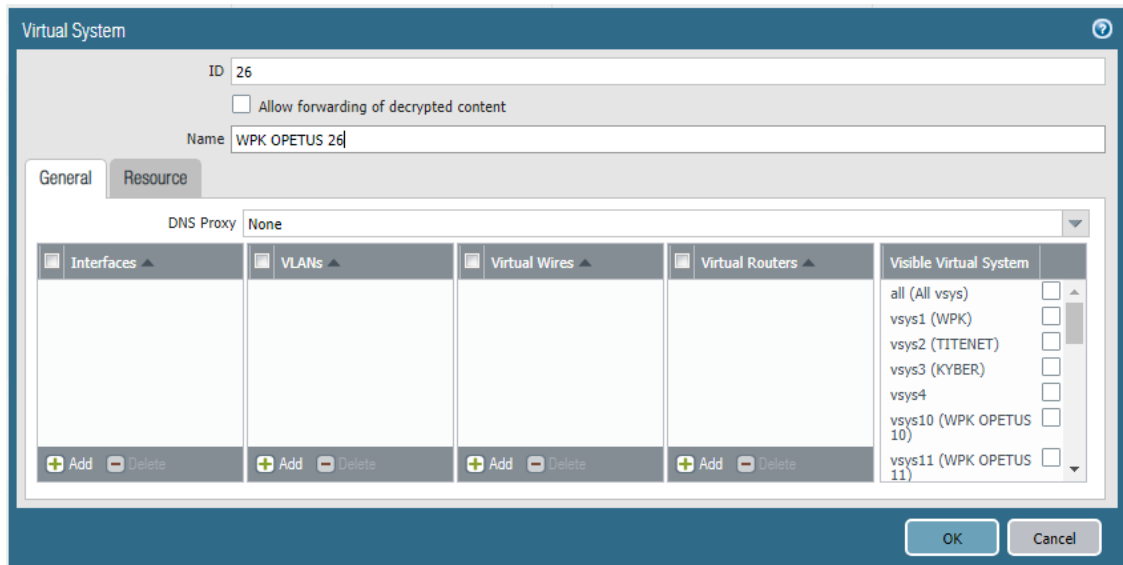 Virtual System
ID 26
Allow forwarding of decrypted content
Name WPK OPETUS 26
General Resource
DNS Proxy None
Interfaces VLANs Virtual Wires Virtual Routers Visible Virtual System
all (All vsys)
vsys1 (WPK)
vsys2 (TITENET)
vsys3 (KYBER)
vsys4
vsys10 (WPK OPETUS
10)
vsys11 (WPK OPETUS
11)
Add Delete Add Delete Add Delete Add Delete
OK Cancel